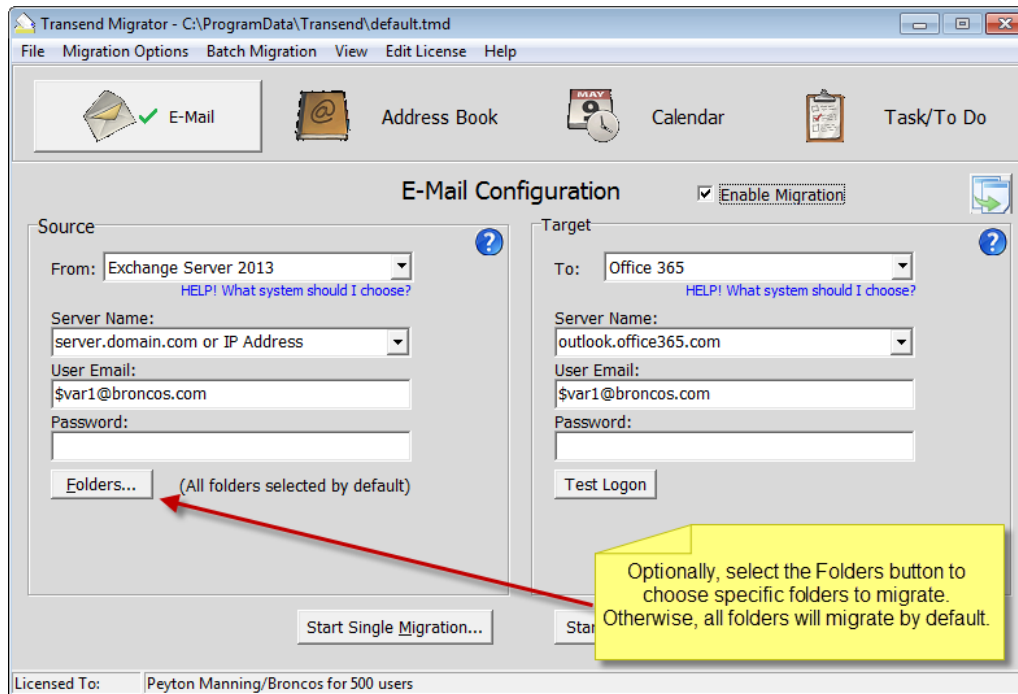 Transend Migrator - C:\ProgramData\Transend\default.tmd
File Migration Options Batch Migration View Edit License Help
E-Mail
Address Book
MAY
9
Calendar
Task/To Do
E-Mail Configuration
Enable Migration
Source
From: Exchange Server 2013
HELP! What system should I choose?
Server Name:
server.domain.com or IP Address
User Email:
$var1@broncos.com
Password:
Folders...
(All folders selected by default)
Target
To: Office 365
HELP! What system should I choose?
Server Name:
outlook.office365.com
User Email:
$var1@broncos.com
Password:
Test Logon
Optionally, select the Folders button to
choose specific folders to migrate.
Otherwise, all folders will migrate by default.
Start Single Migration...
Licensed To: Peyton Manning/Broncos for 500 users